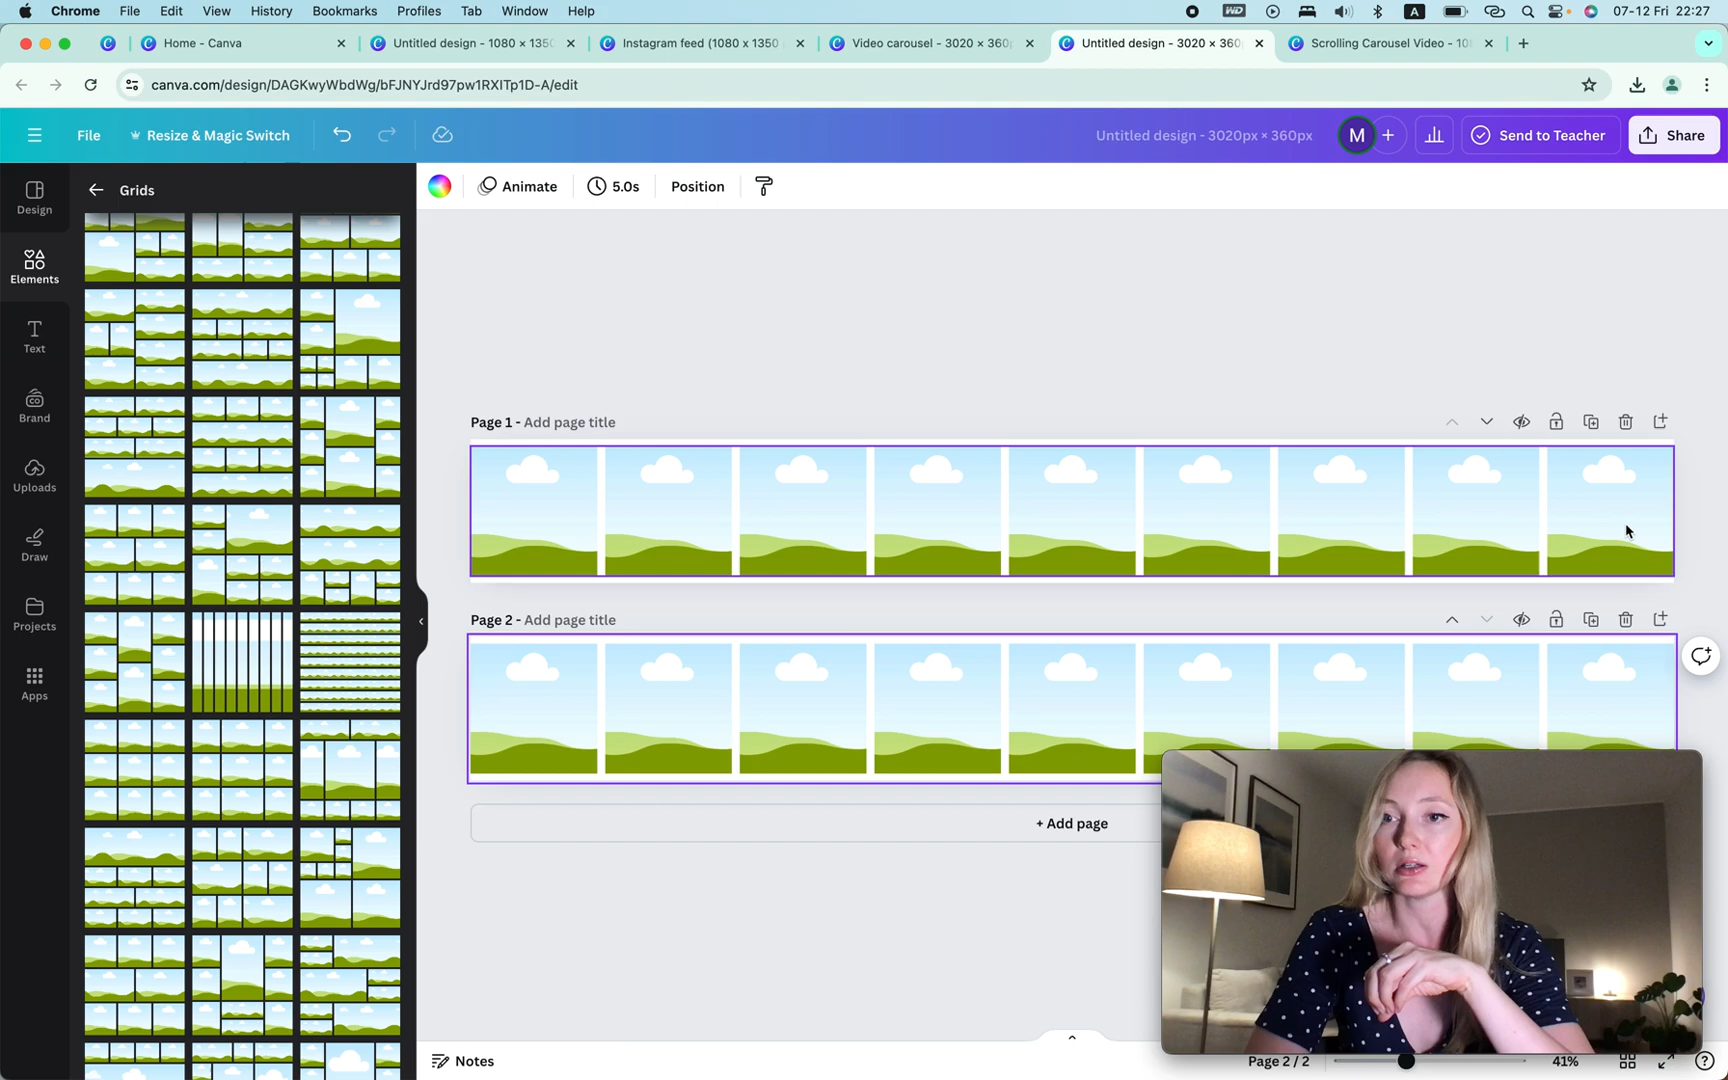 Chrome File Edit View History Bookmarks Profiles Tab Window Help
WD A 07-12 Fri 22:27
Home - Canva
Untitled design - 1080 × 135
Instagram feed (1080 x 1350
Video carousel - 3020 × 360
Untitled design - 3020 × 360
Scrolling Carousel Video - 10
canva.com/design/DAGKwyWbdWg/bFJNYJrd97pw1RXITp1D-A/edit
File Resize & Magic Switch Untitled design - 3020px × 360px M + Send to Teacher Share
Grids
Animate 5.0s Position
Design
Elements
Text
Brand
Uploads
Draw
Projects
Apps
Page 1 - Add page title
Page 2 - Add page title
+ Add page
Notes
Page 2 / 2 41%